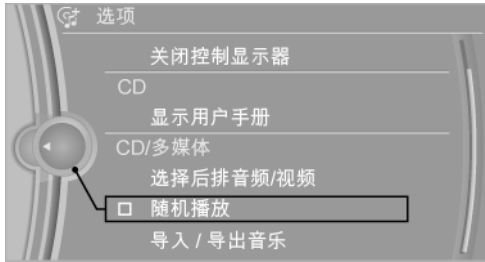 选项
关闭控制显示器
CD
显示用户手册
CD/多媒体
选择后排音频/视频
随机播放
导入 / 导出音乐